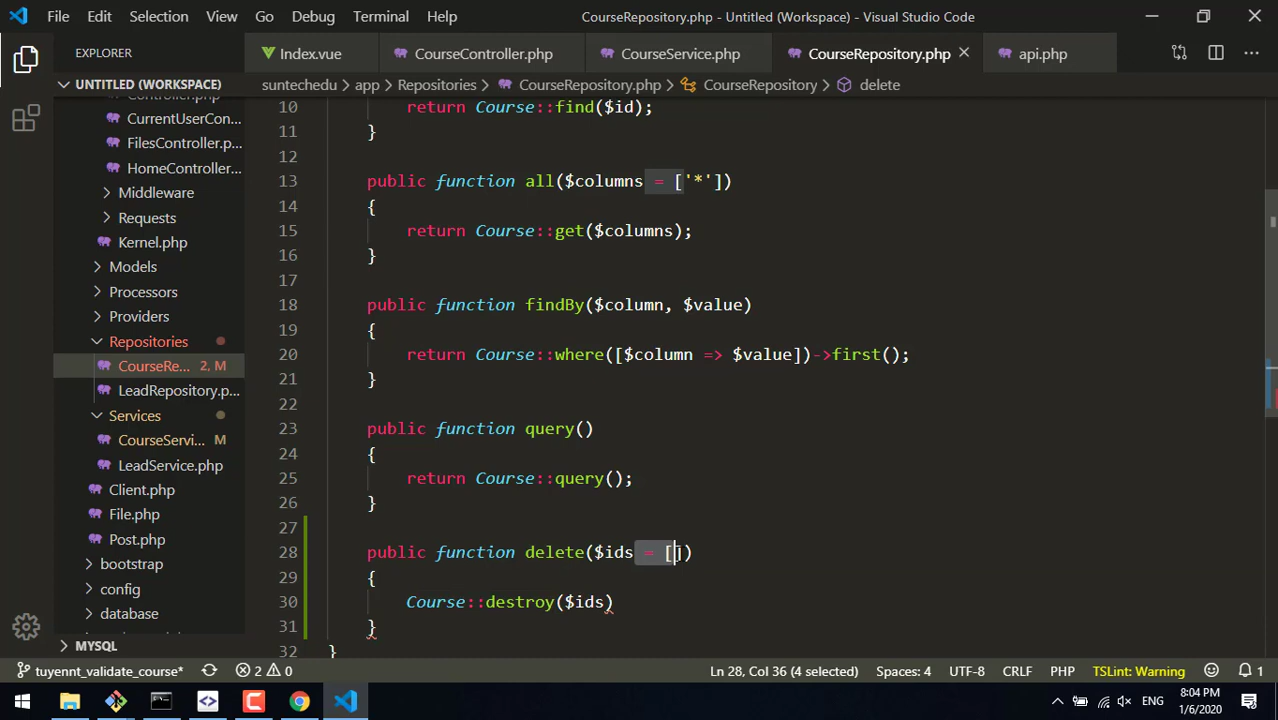 File Edit Selection View Go Debug Terminal Help CourseRepository.php - Untitled (Workspace) - Visual Studio Code
EXPLORER Index.vue CourseController.php CourseService.php CourseRepository.php api.php
UNTITLED (WORKSPACE) suntechedu > app > Repositories > CourseRepository.php > CourseRepository > delete
Controller.php
CurrentUserCon...
FilesController.p...
HomeController...
Middleware
Requests
Kernel.php
Models
Processors
Providers
Repositories
CourseRe... 2, M
LeadRepository.p...
Services
CourseServi... M
LeadService.php
Client.php
File.php
Post.php
bootstrap
config
database
MYSQL
10 return Course::find($id);
11 }
12
13 public function all($columns = ['*'])
14 {
15 return Course::get($columns);
16 }
17
18 public function findBy($column, $value)
19 {
20 return Course::where([$column => $value])->first();
21 }
22
23 public function query()
24 {
25 return Course::query();
26 }
27
28 public function delete($ids = [])
29 {
30 Course::destroy($ids)
31 }
32 }
tuyennt_validate_course* 2 0 Ln 28, Col 36 (4 selected) Spaces: 4 UTF-8 CRLF PHP TSLint: Warning 1
ENG 8:04 PM
1/6/2020